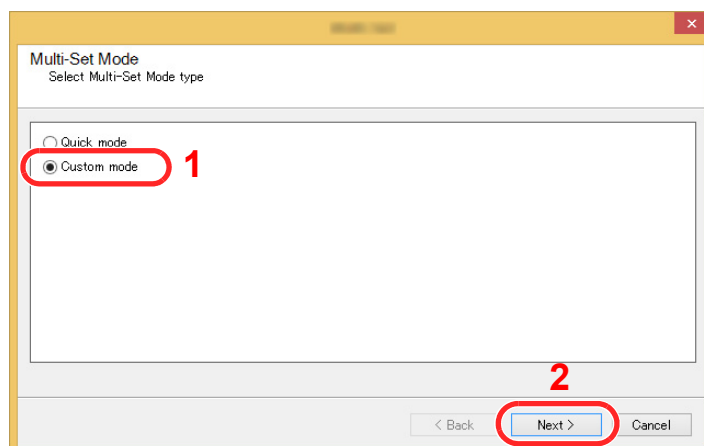 Multi-Set Mode
Select Multi-Set Mode type
Quick mode
Custom mode 1
2
< Back Next > Cancel